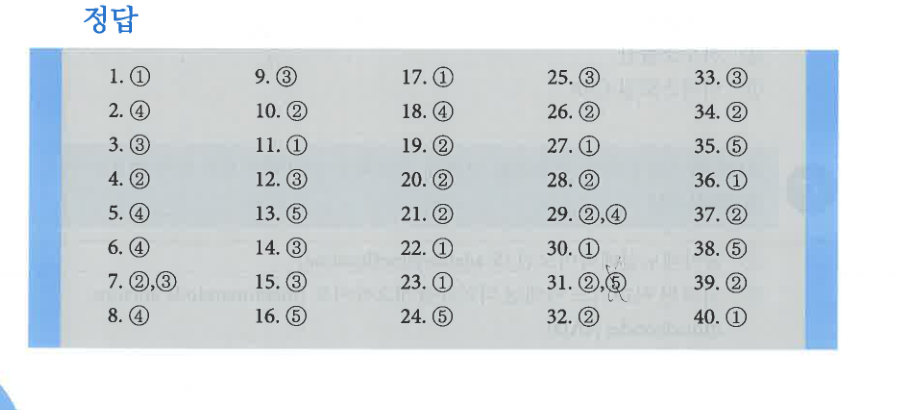 정답
1. ① 9. ③ 17. ① 25. ③ 33. ③
2. ④ 10. ② 18. ④ 26. ② 34. ②
3. ③ 11. ① 19. ② 27. ① 35. ⑤
4. ② 12. ③ 20. ② 28. ② 36. ①
5. ④ 13. ⑤ 21. ② 29. ②,④ 37. ②
6. ④ 14. ③ 22. ① 30. ① 38. ⑤
7. ②,③ 15. ③ 23. ① 31. ②,⑤ 39. ②
8. ④ 16. ⑤ 24. ⑤ 32. ② 40. ①